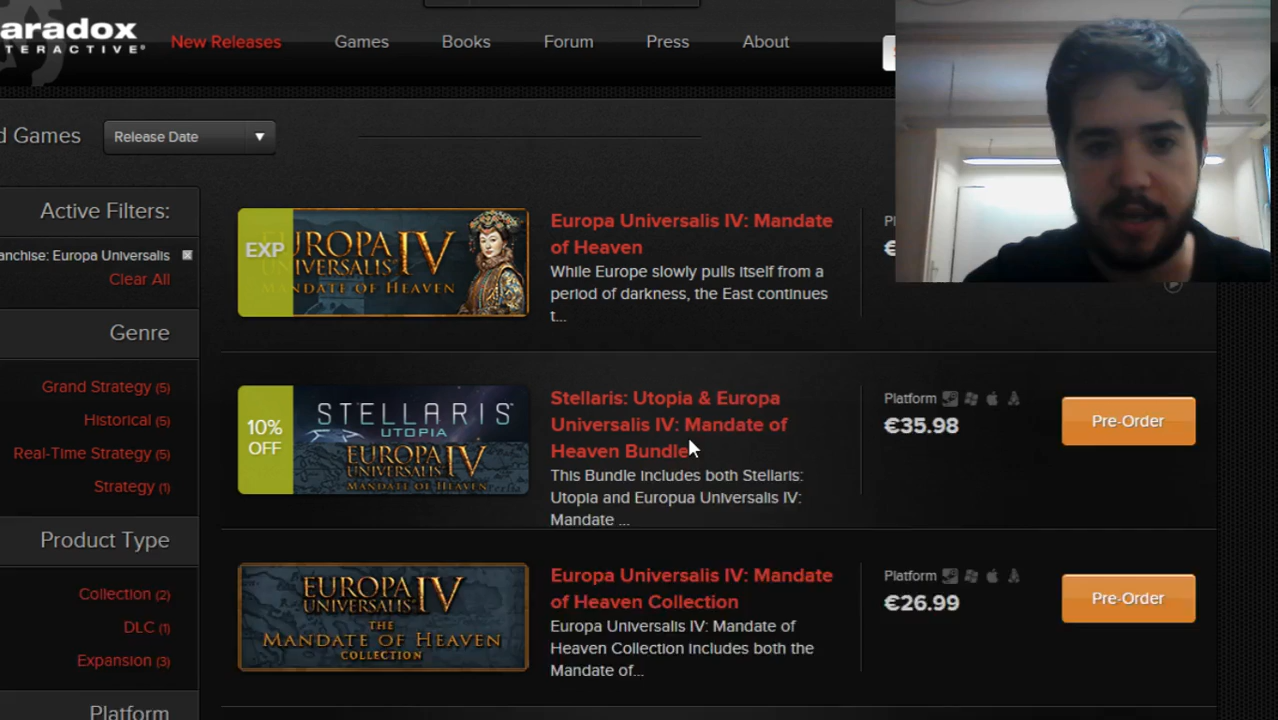 aradox
NTERACTIVE®
New Releases
Games
Books
Forum
Press
About
d Games
Release Date
Active Filters:
anchise: Europa Universalis
Clear All
Genre
Grand Strategy (5)
Historical (5)
Real-Time Strategy (5)
Strategy (1)
Product Type
Collection (2)
DLC (1)
Expansion (3)
Platform
EXP
UROPA IV
UNIVERSALIS
MANDATE OF HEAVEN
Europa Universalis IV: Mandate
of Heaven
While Europe slowly pulls itself from a
period of darkness, the East continues
t...
Pl
€
10%
OFF
STELLARIS
UTOPIA
EUROPA IV
UNIVERSALIS
MANDATE OF HEAVEN
Stellaris: Utopia & Europa
Universalis IV: Mandate of
Heaven Bundle
This Bundle includes both Stellaris:
Utopia and Europua Universalis IV:
Mandate ...
Platform
€35.98
Pre-Order
EUROPA IV
UNIVERSALIS
THE
MANDATE OF HEAVEN
COLLECTION
Europa Universalis IV: Mandate
of Heaven Collection
Europa Universalis IV: Mandate of
Heaven Collection includes both the
Mandate of...
Platform
€26.99
Pre-Order